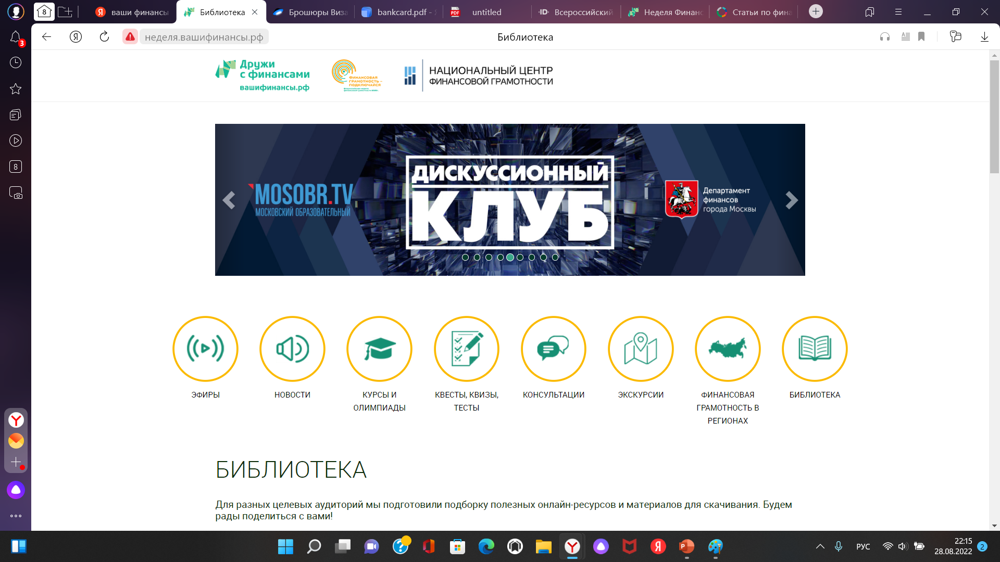 8
ваши финансы
Библиотека
Брошюры Виза
bankcard.pdf -
untitled
Всероссийский
Неделя Финанс
Статьи по фина
3
неделя.вашифинансы.рф
Библиотека
Дружи
с финансами
вашифинансы.рф
ФИНАНСОВАЯ
ГРАМОТНОСТЬ –
ПОДКЛЮЧАЙСЯ
НАЦИОНАЛЬНЫЙ ЦЕНТР
ФИНАНСОВОЙ ГРАМОТНОСТИ
8
MOSOBR.TV
МОСКОВСКИЙ ОБРАЗОВАТЕЛЬНЫЙ
ДИСКУССИОННЫЙ
КЛУБ
Департамент
финансов
города Москвы
ЭФИРЫ
НОВОСТИ
КУРСЫ И
ОЛИМПИАДЫ
КВЕСТЫ, КВИЗЫ,
ТЕСТЫ
КОНСУЛЬТАЦИИ
ЭКСКУРСИИ
ФИНАНСОВАЯ
ГРАМОТНОСТЬ В
РЕГИОНАХ
БИБЛИОТЕКА
БИБЛИОТЕКА
Для разных целевых аудиторий мы подготовили подборку полезных онлайн-ресурсов и материалов для скачивания. Будем
рады поделиться с вами!
РУС
22:15
28.08.2022
2